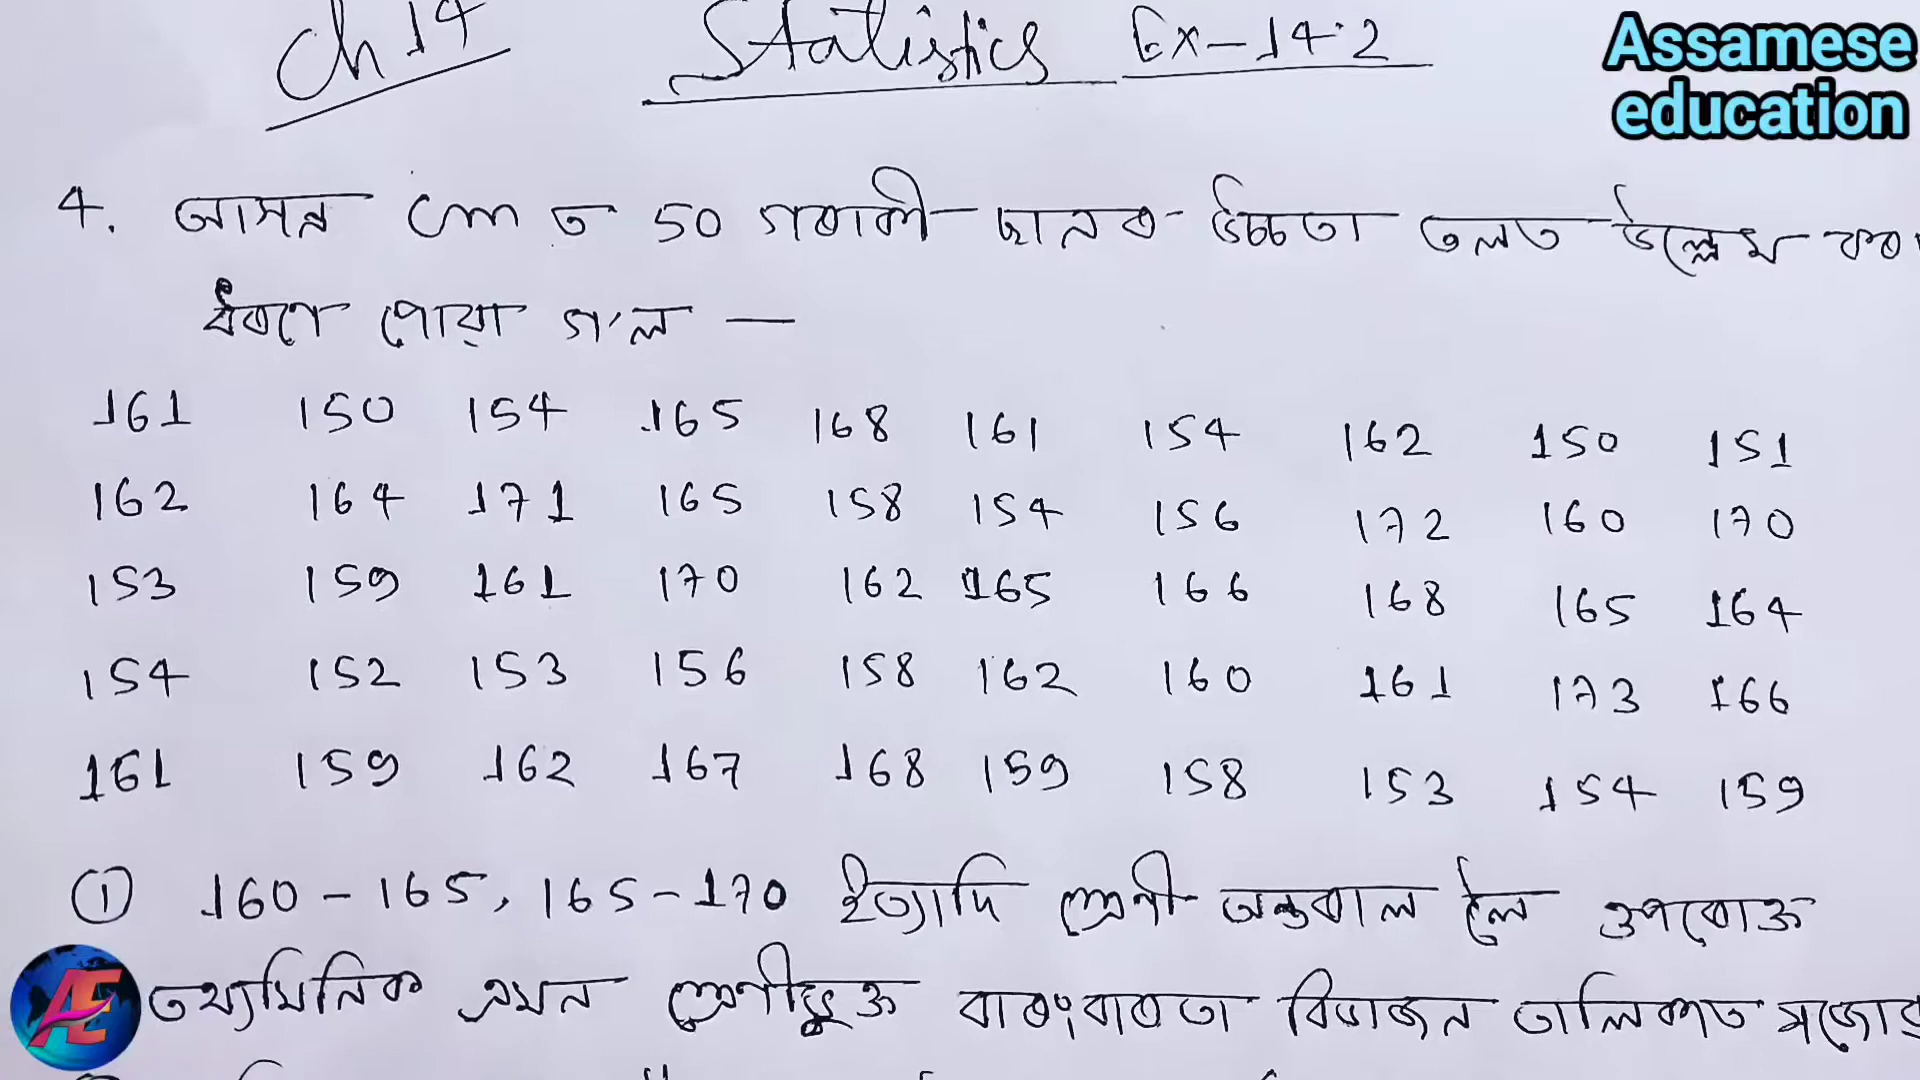 Ch 14 Statistics Ex-14.2
Assamese
education
4. আসন্ন cm ত 50 গৰাকী ছাত্ৰৰ উচ্চতা তলত উল্লেখ কৰা
ধৰণে পোৱা গ'ল —
161 150 154 165 168 161 154 162 150 151
162 164 171 165 158 154 156 172 160 170
153 159 161 170 162 165 166 168 165 164
154 152 153 156 158 162 160 161 173 166
161 159 162 167 168 159 158 153 154 159
① 160-165, 165-170 ইত্যাদি শ্ৰেণী অন্তৰাল লৈ উপৰোক্ত
তথ্যখিনিক এখন শ্ৰেণীভুক্ত বাৰংবাৰতা বিভাজন তালিকাত
AE